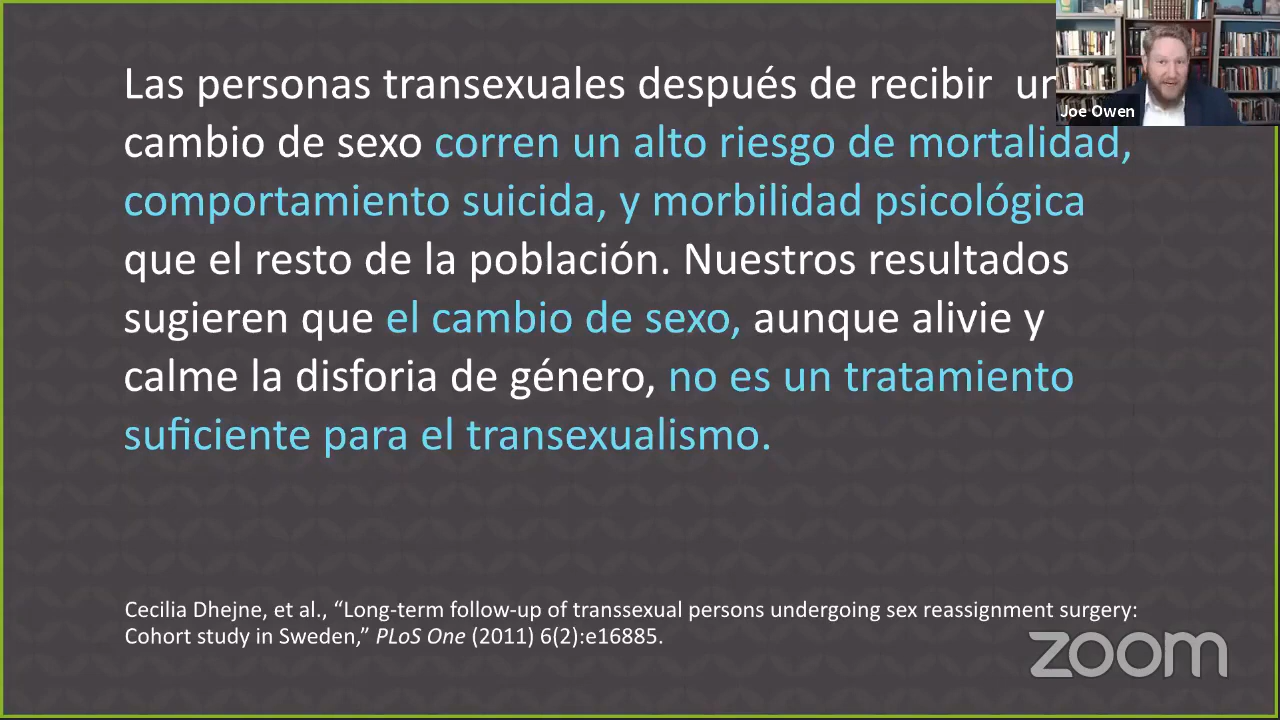 Las personas transexuales después de recibir un
cambio de sexo corren un alto riesgo de mortalidad,
comportamiento suicida, y morbilidad psicológica
que el resto de la población. Nuestros resultados
sugieren que el cambio de sexo, aunque alivie y
calme la disforia de género, no es un tratamiento
suficiente para el transexualismo.
Cecilia Dhejne, et al., “Long-term follow-up of transsexual persons undergoing sex reassignment surgery:
Cohort study in Sweden,” PLoS One (2011) 6(2):e16885.
Joe Owen
zoom